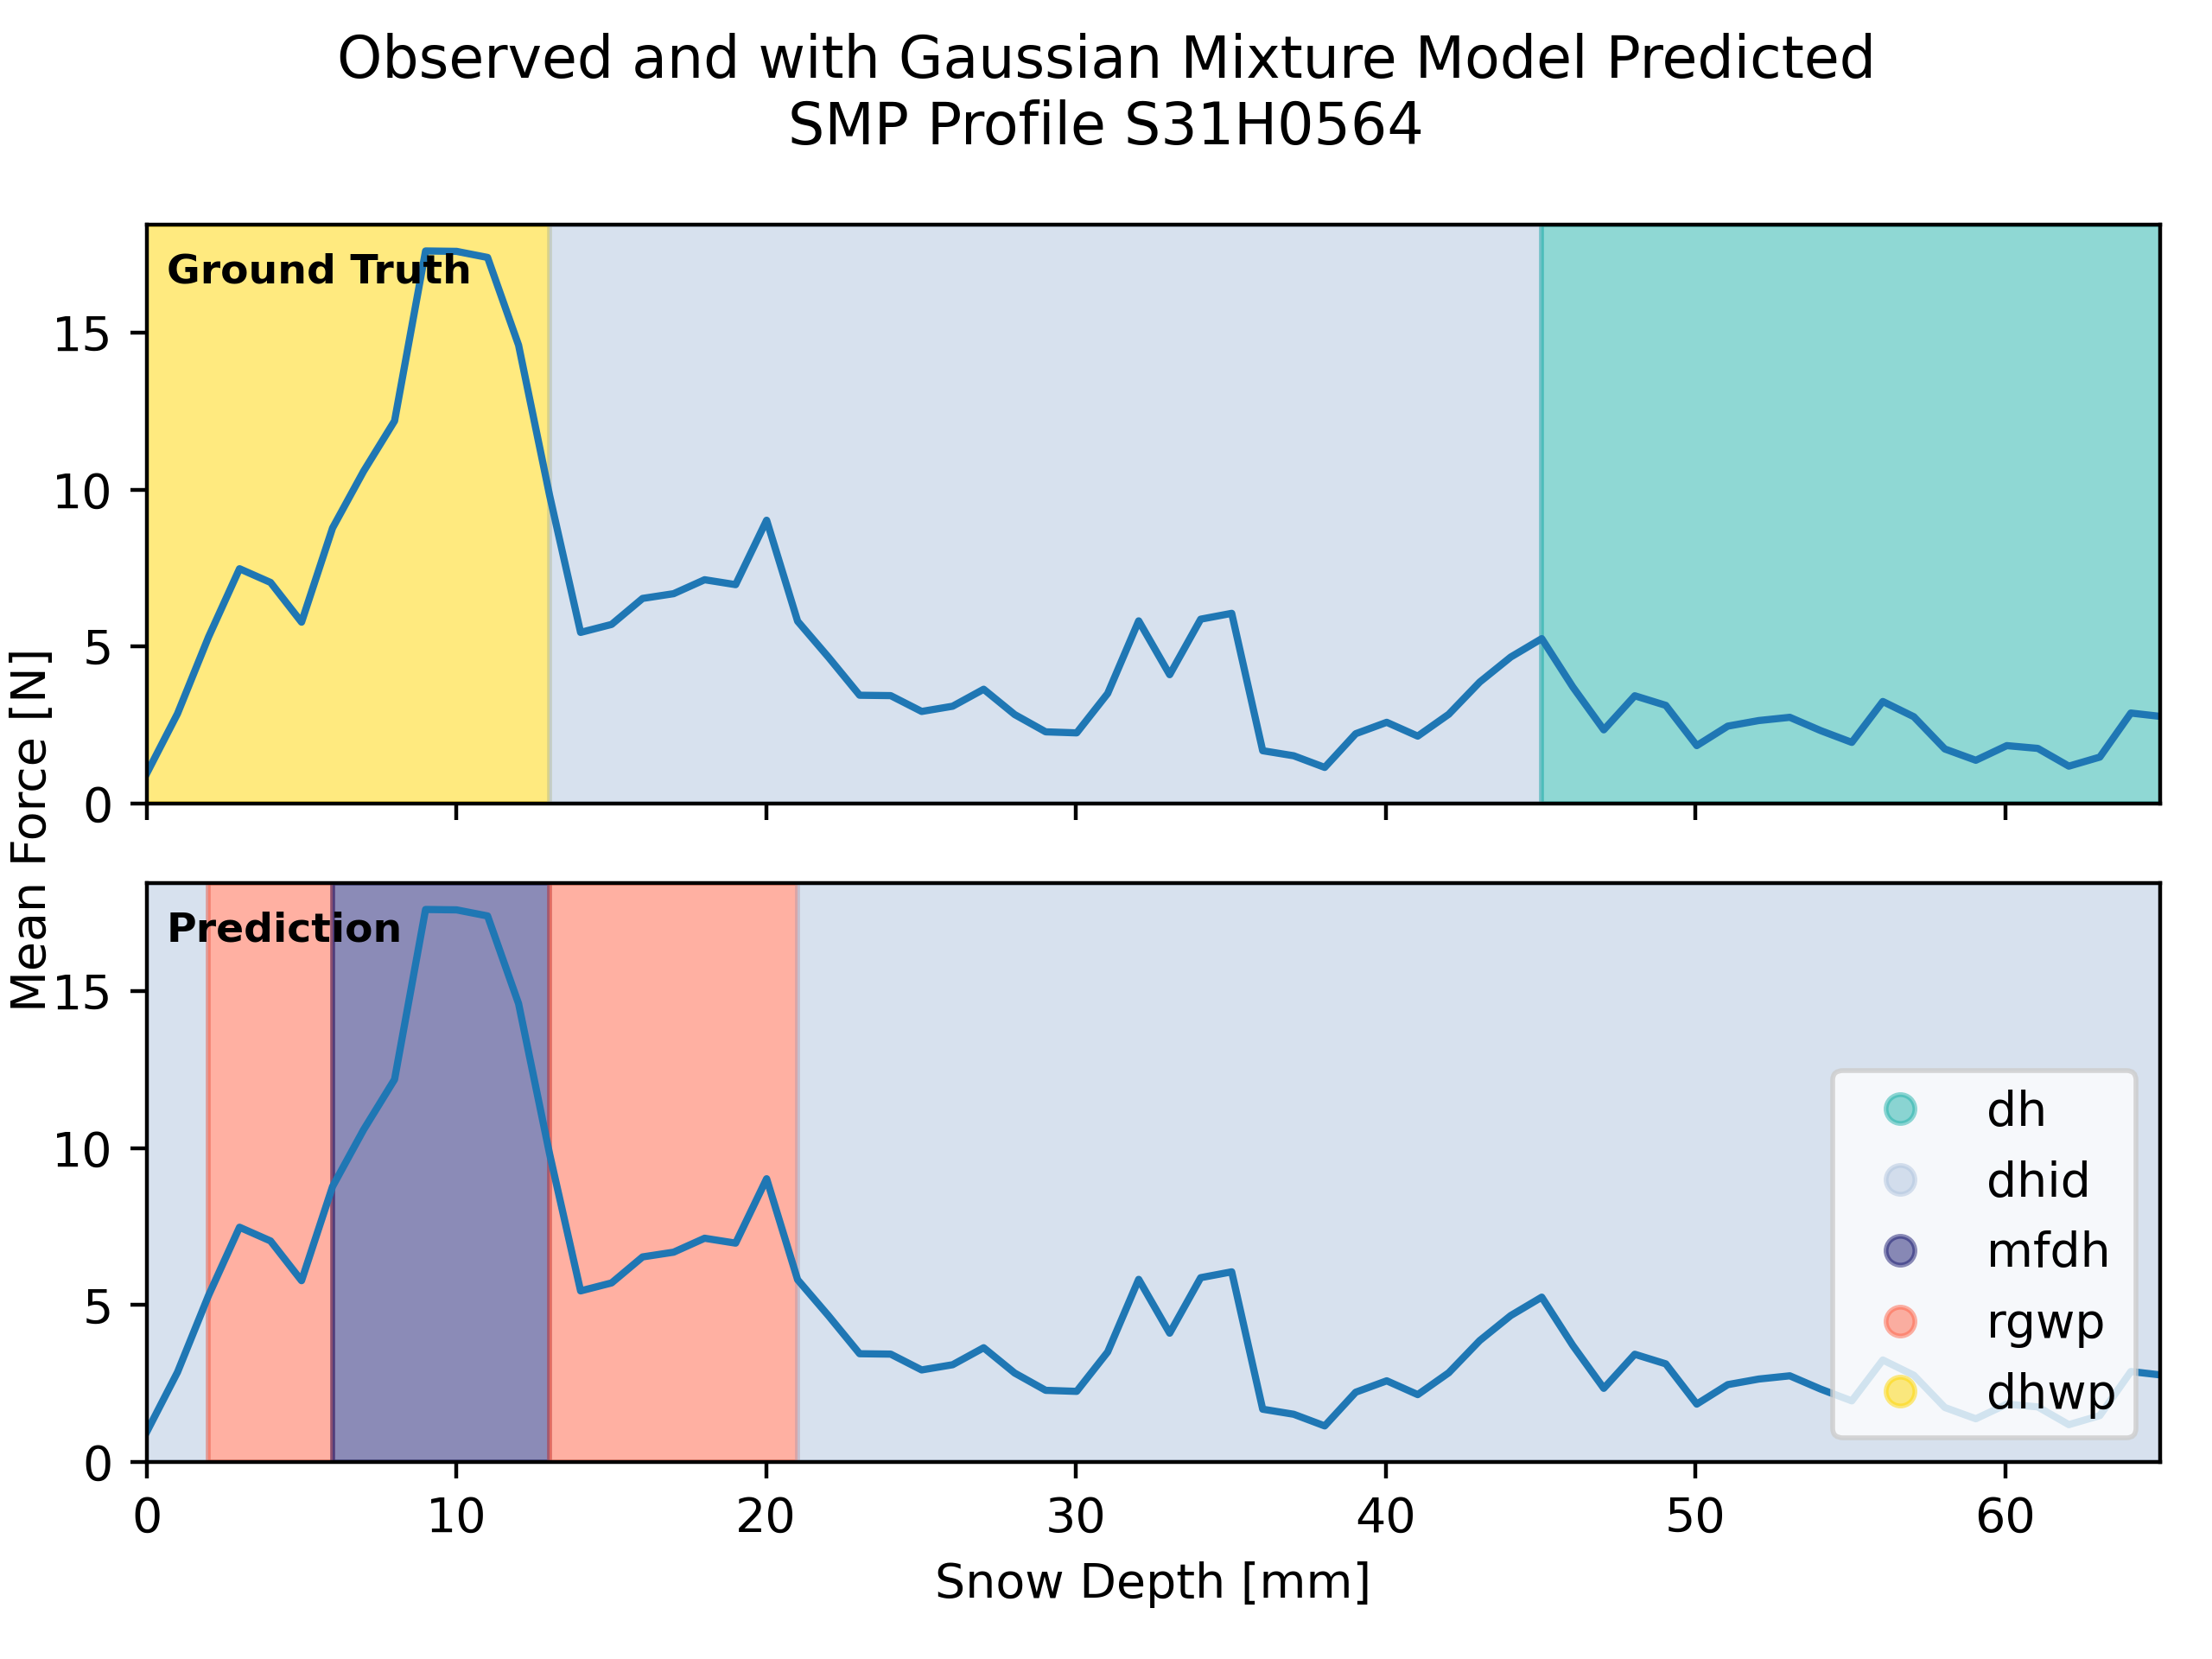 Observed and with Gaussian Mixture Model Predicted
SMP Profile S31H0564
Ground Truth
15
10
5
0
Mean Force [N]
Prediction
15
10
5
0
dh
dhid
mfdh
rgwp
dhwp
0 10 20 30 40 50 60
Snow Depth [mm]